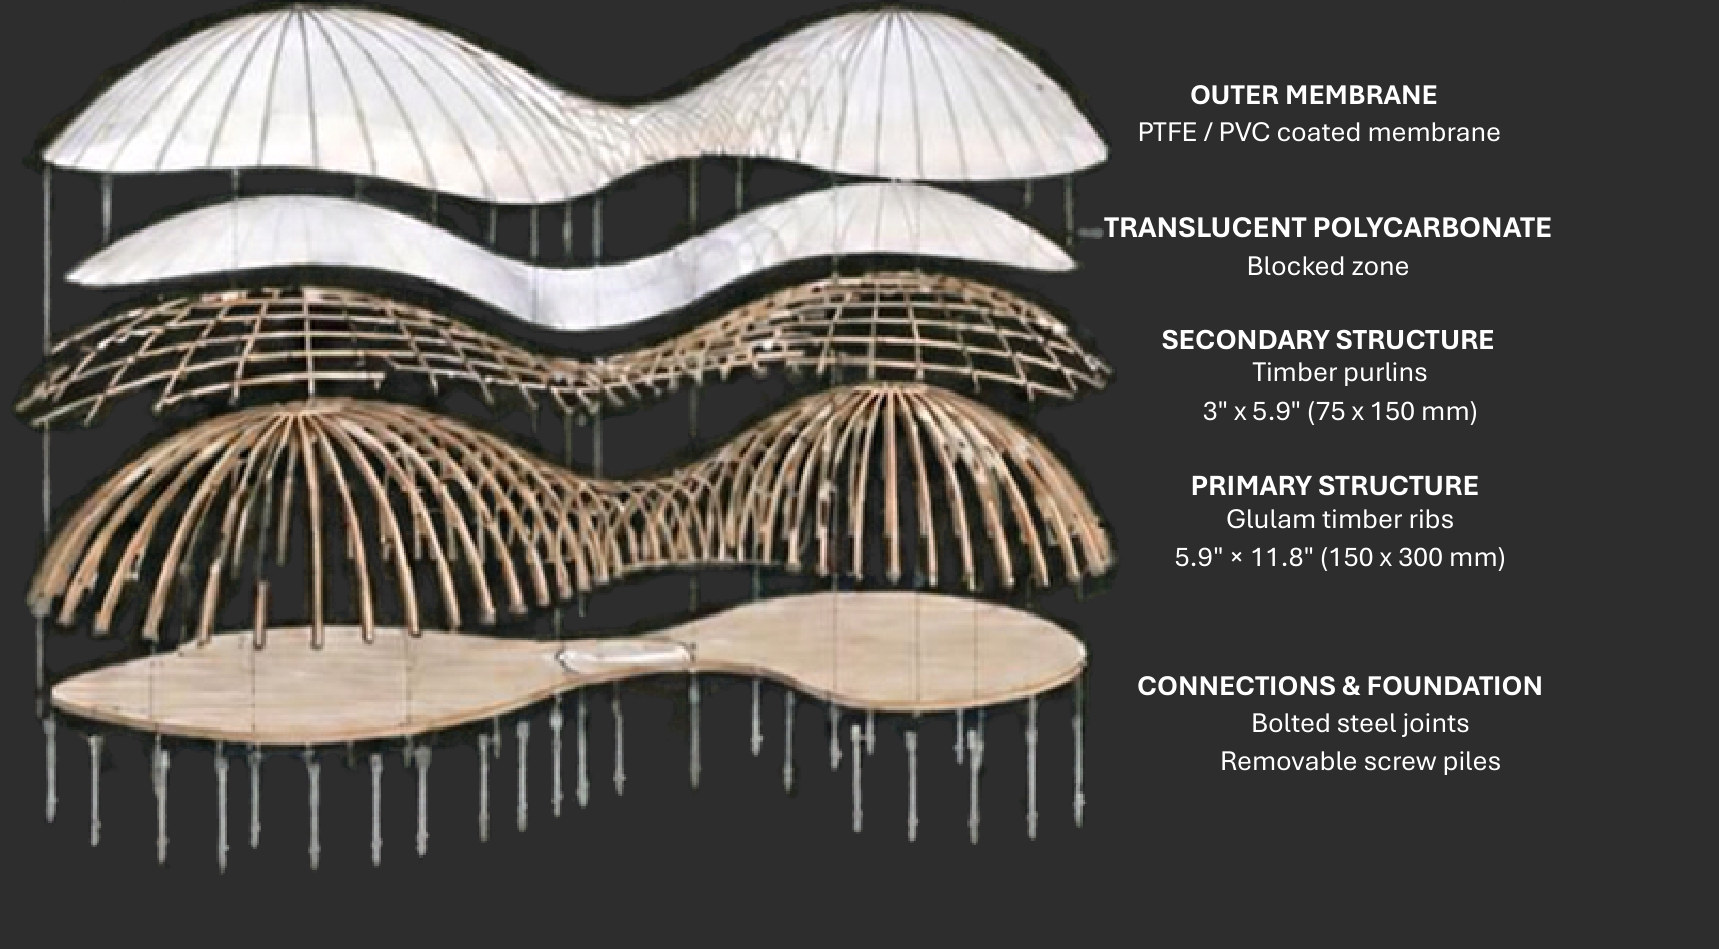 OUTER MEMBRANE
PTFE / PVC coated membrane
TRANSLUCENT POLYCARBONATE
Blocked zone
SECONDARY STRUCTURE
Timber purlins
3" x 5.9" (75 x 150 mm)
PRIMARY STRUCTURE
Glulam timber ribs
5.9" × 11.8" (150 x 300 mm)
CONNECTIONS & FOUNDATION
Bolted steel joints
Removable screw piles